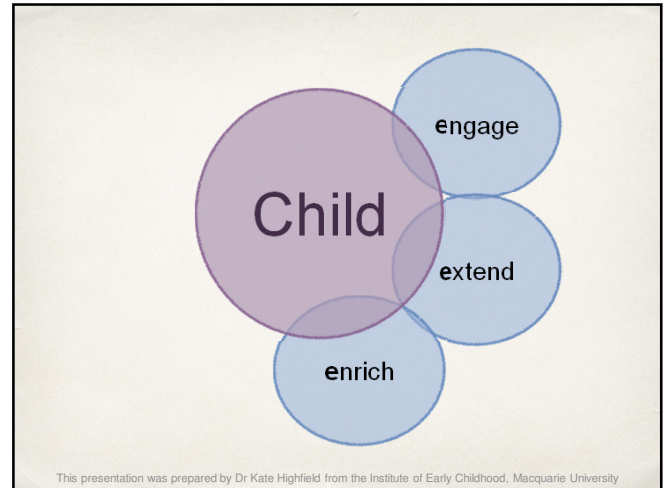 engage
Child
extend
enrich
This presentation was prepared by Dr Kate Highfield from the Institute of Early Childhood, Macquarie University